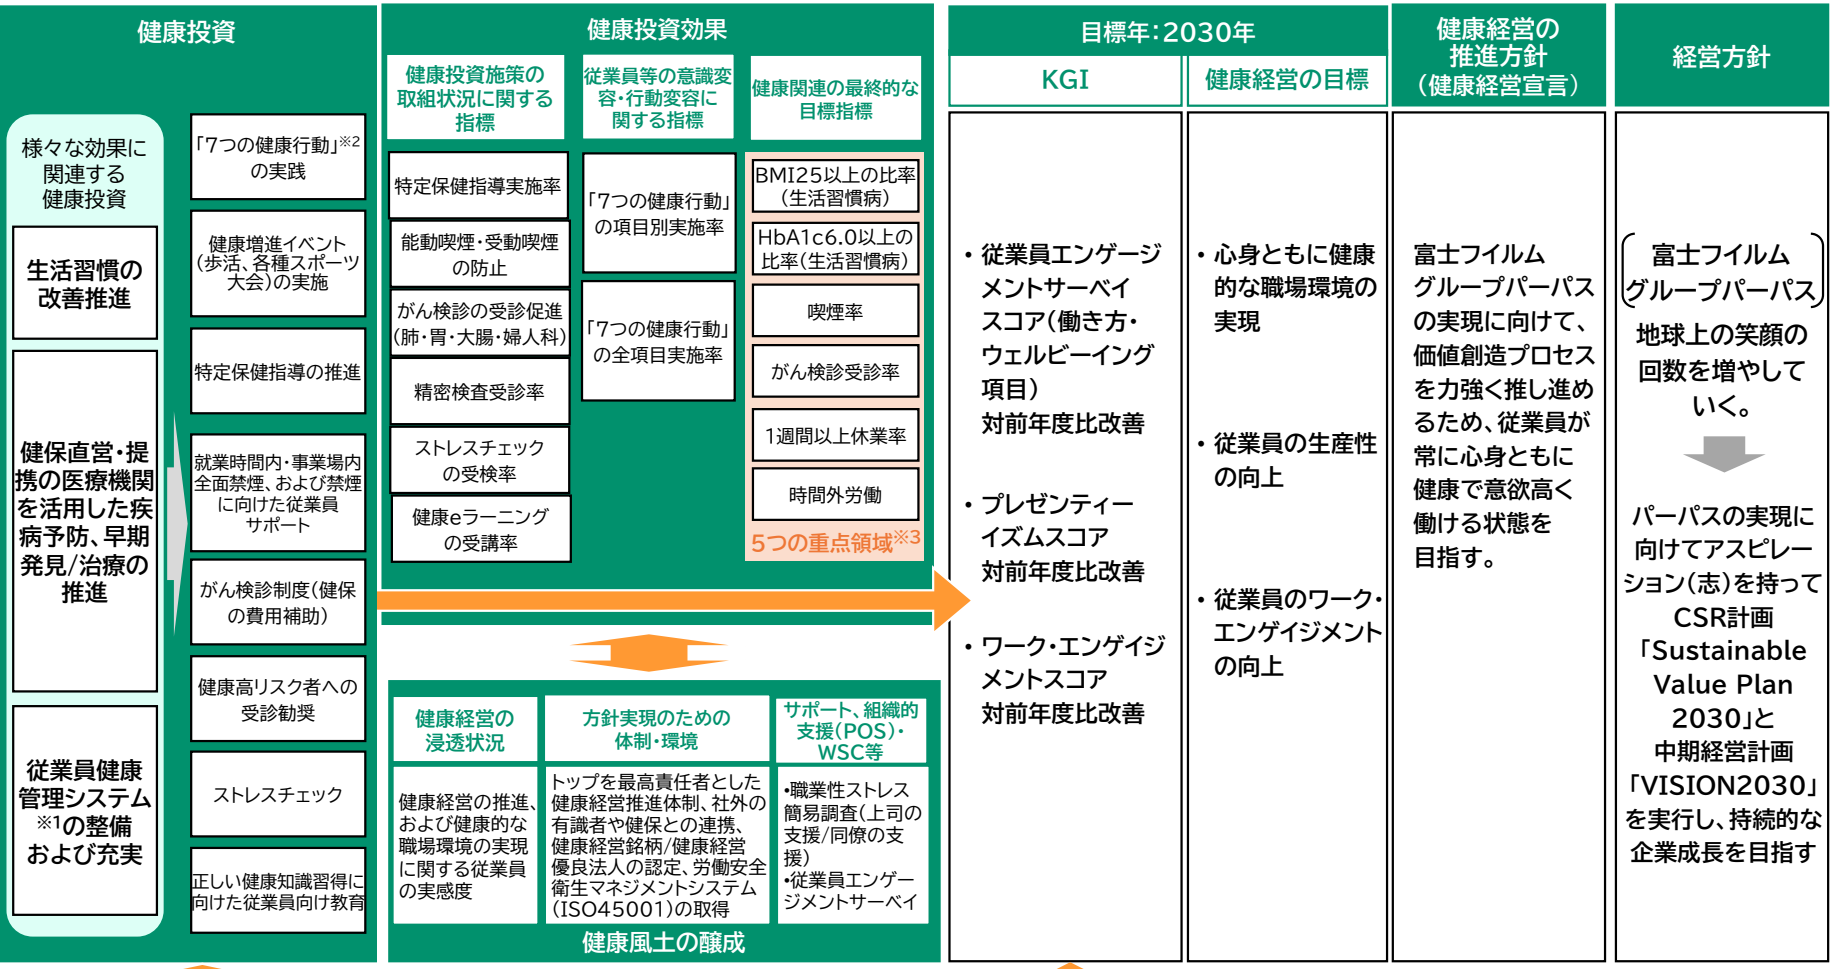 健康投資
様々な効果に
関連する
健康投資
生活習慣の
改善推進
健保直営・提
携の医療機関
を活用した疾
病予防、早期
発見/治療の
推進
従業員健康
管理システム
※1の整備
および充実
「7つの健康行動」※2
の実践
健康増進イベント
(歩活、各種スポーツ
大会)の実施
特定保健指導の推進
就業時間内・事業場内
全面禁煙、および禁煙
に向けた従業員
サポート
がん検診制度(健保
の費用補助)
健康高リスク者への
受診勧奨
ストレスチェック
正しい健康知識習得に
向けた従業員向け教育
健康投資効果
健康投資施策の
取組状況に関する
指標
特定保健指導実施率
能動喫煙・受動喫煙
の防止
がん検診の受診促進
(肺・胃・大腸・婦人科)
精密検査受診率
ストレスチェック
の受検率
健康eラーニング
の受講率
従業員等の意識変
容・行動変容に
関する指標
「7つの健康行動」
の項目別実施率
「7つの健康行動」
の全項目実施率
健康関連の最終的な
目標指標
BMI25以上の比率
(生活習慣病)
HbA1c6.0以上の
比率(生活習慣病)
喫煙率
がん検診受診率
1週間以上休業率
時間外労働
5つの重点領域※3
健康経営の
浸透状況
健康経営の推進、
および健康的な
職場環境の実現
に関する従業員
の実感度
方針実現のための
体制・環境
トップを最高責任者とした
健康経営推進体制、社外の
有識者や健保との連携、
健康経営銘柄/健康経営
優良法人の認定、労働安全
衛生マネジメントシステム
(ISO45001)の取得
サポート、組織的
支援(POS)・
WSC等
・職業性ストレス
簡易調査(上司の
支援/同僚の支
援)
・従業員エンゲー
ジメントサーベイ
健康風土の醸成
目標年:2030年
KGI
・従業員エンゲージ
メントサーベイ
スコア(働き方・
ウェルビーイング
項目)
対前年度比改善
・プレゼンティー
イズムスコア
対前年度比改善
・ワーク・エンゲイジ
メントスコア
対前年度比改善
健康経営の目標
・心身ともに健康
的な職場環境の
実現
・従業員の生産性
の向上
・従業員のワーク・
エンゲイジメント
の向上
健康経営の
推進方針
(健康経営宣言)
富士フイルム
グループパーパス
の実現に向けて、
価値創造プロセス
を力強く推し進め
るため、従業員が
常に心身ともに
健康で意欲高く
働ける状態を
目指す。
経営方針
富士フイルム
グループパーパス
地球上の笑顔の
回数を増やして
いく。
パーパスの実現に
向けてアスピレー
ション(志)を持って
CSR計画
「Sustainable
Value Plan
2030」と
中期経営計画
「VISION2030」
を実行し、持続的な
企業成長を目指す